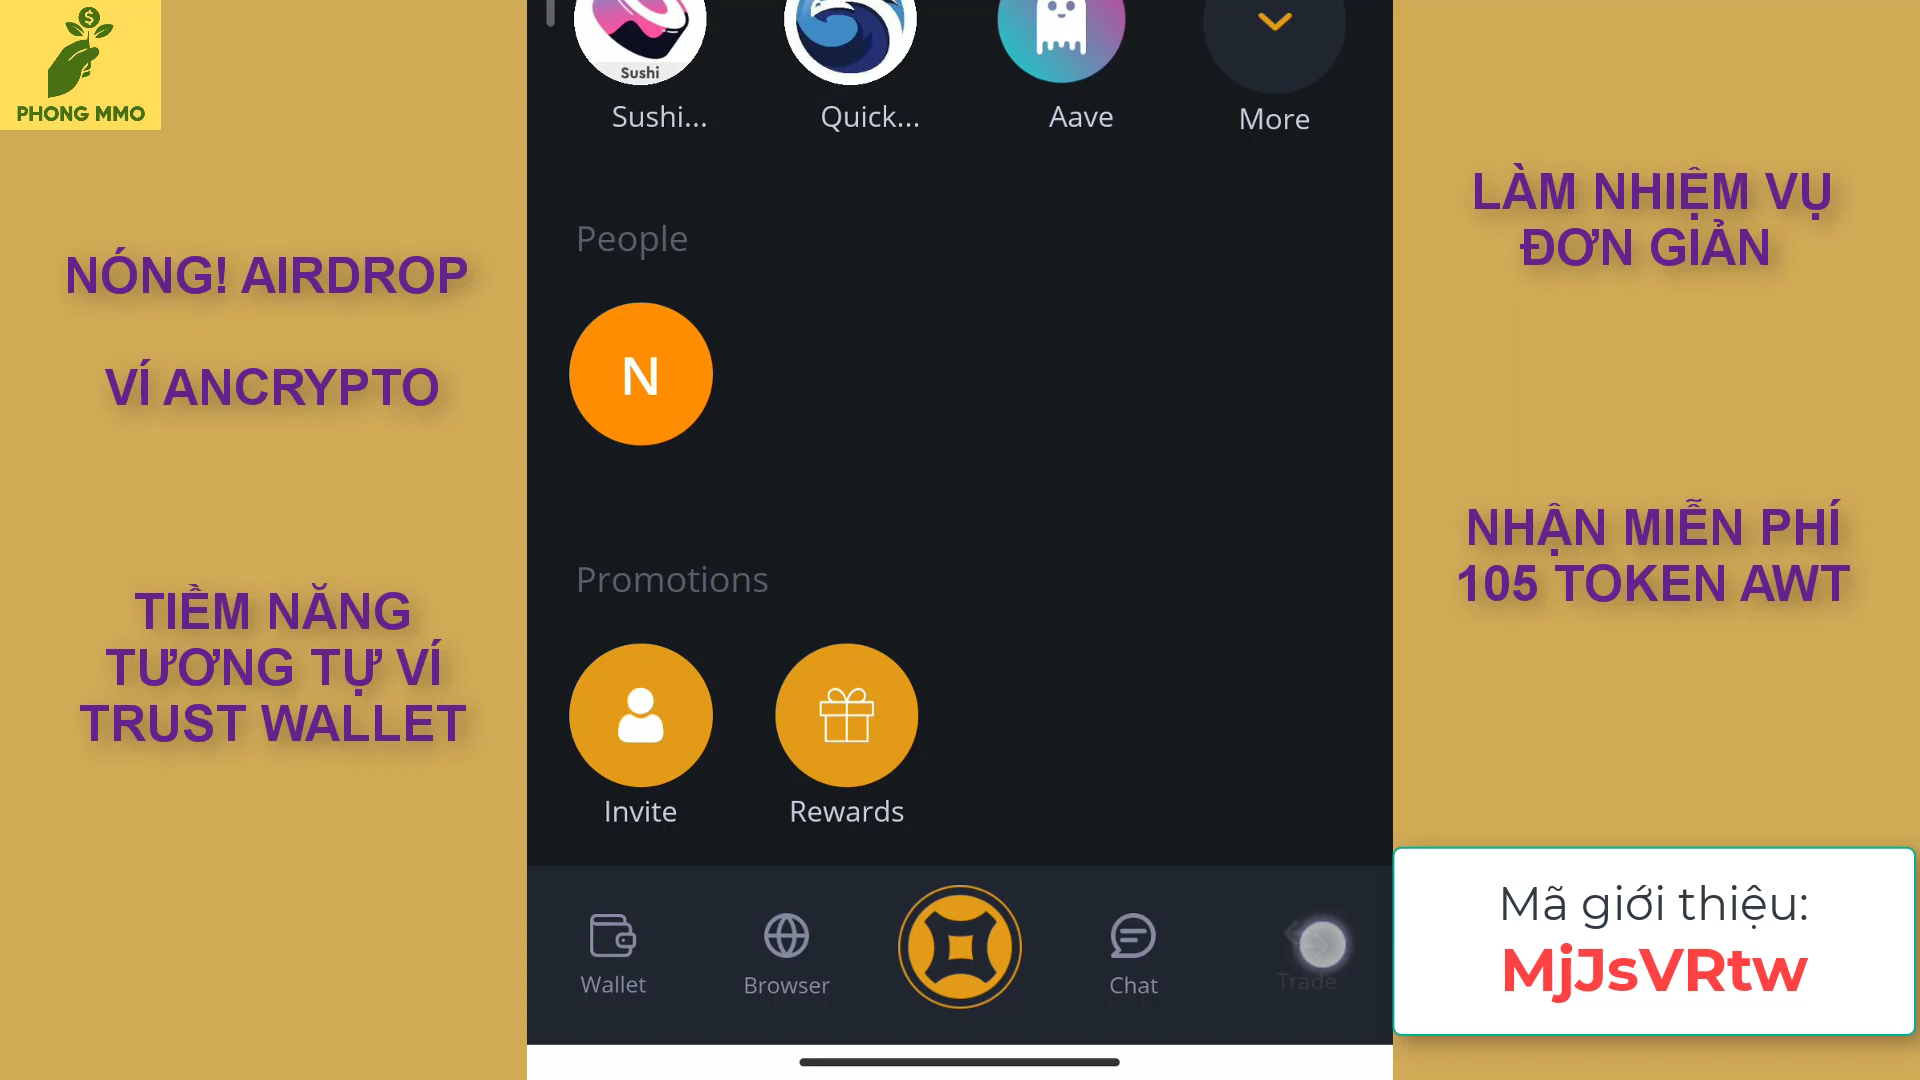 PHONG MMO
NÓNG! AIRDROP
VÍ ANCRYPTO
TIỀM NĂNG
TƯƠNG TỰ VÍ
TRUST WALLET
Sushi
Sushi...
Quick...
Aave
More
People
N
Promotions
Invite
Rewards
Wallet
Browser
Chat
Trade
LÀM NHIỆM VỤ
ĐƠN GIẢN
NHẬN MIỄN PHÍ
105 TOKEN AWT
Mã giới thiệu:
MjJsVRtw